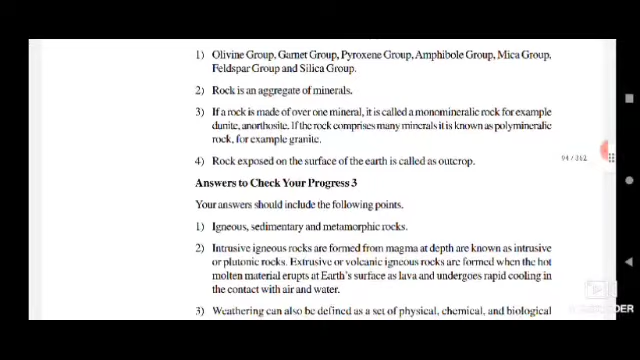 1) Olivine Group, Garnet Group, Pyroxene Group, Amphibole Group, Mica Group,
Feldspar Group and Silica Group.
2) Rock is an aggregate of minerals.
3) If a rock is made of over one mineral, it is called a monomineralic rock for example
dunite, anorthosite. If the rock comprises many minerals it is known as polymineralic
rock, for example granite.
4) Rock exposed on the surface of the earth is called as outcrop.
94 / 362
Answers to Check Your Progress 3
Your answers should include the following points.
1) Igneous, sedimentary and metamorphic rocks.
2) Intrusive igneous rocks are formed from magma at depth are known as intrusive
or plutonic rocks. Extrusive or volcanic igneous rocks are formed when the hot
molten material erupts at Earth's surface as lava and undergoes rapid cooling in
the contact with air and water.
3) Weathering can also be defined as a set of physical, chemical, and biological